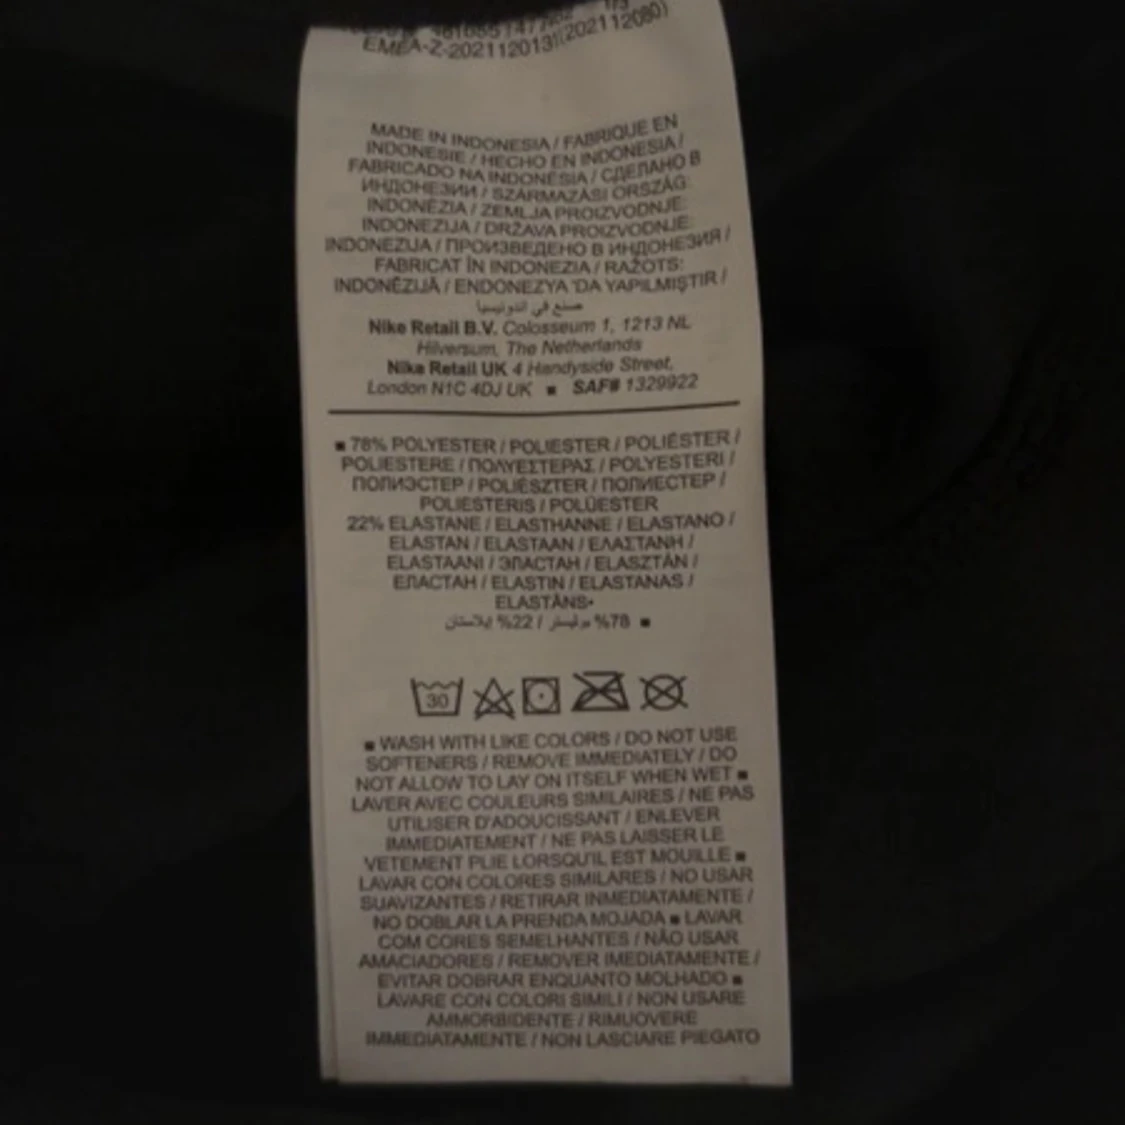 EMEA-Z-202112013(202112080)
MADE IN INDONESIA / FABRIQUE EN
INDONESIE / HECHO EN INDONESIA /
FABRICADO NA INDONÉSIA / СДЕЛАНО В
ИНДОНЕЗИИ / SZÁRMAZÁSI ORSZÁG:
INDONÉZIA / ZEMLJA PROIZVODNJE:
INDONEZIJA / DRŽAVA PROIZVODNJE:
INDONEZIJA / ПРОИЗВЕДЕНО В ИНДОНЕЗИЯ /
FABRICAT ÎN INDONEZIA / RAŽOTS:
INDONĒZIJĀ / ENDONEZYA 'DA YAPILMIŞTIR /
صنع في اندونيسيا
Nike Retail B.V. Colosseum 1, 1213 NL
Hilversum, The Netherlands
Nike Retail UK 4 Handyside Street,
London N1C 4DJ UK ■ SAF# 1329922
■ 78% POLYESTER / POLIESTER / POLIÉSTER /
POLIESTERE / ΠΟΛΥΕΣΤΕΡΑΣ / POLYESTERI /
ПОЛИЭСТЕР / POLIÉSZTER / ПОЛИЕСТЕР /
POLIESTERIS / POLÜESTER
22% ELASTANE / ELASTHANNE / ELASTANO /
ELASTAN / ELASTAAN / ΕΛΑΣΤΑΝΗ /
ELASTAANI / ЭЛАСТАН / ELASZTÁN /
ЕЛАСТАН / ELASTIN / ELASTANAS /
ELASTĀNS•
■ 78% بوليستر / 22% إيلاستان
30
■ WASH WITH LIKE COLORS / DO NOT USE
SOFTENERS / REMOVE IMMEDIATELY / DO
NOT ALLOW TO LAY ON ITSELF WHEN WET ■
LAVER AVEC COULEURS SIMILAIRES / NE PAS
UTILISER D'ADOUCISSANT / ENLEVER
IMMEDIATEMENT / NE PAS LAISSER LE
VETEMENT PLIE LORSQU'IL EST MOUILLE ■
LAVAR CON COLORES SIMILARES / NO USAR
SUAVIZANTES / RETIRAR INMEDIATAMENTE /
NO DOBLAR LA PRENDA MOJADA ■ LAVAR
COM CORES SEMELHANTES / NÃO USAR
AMACIADORES / REMOVER IMEDIATAMENTE /
EVITAR DOBRAR ENQUANTO MOLHADO ■
LAVARE CON COLORI SIMILI / NON USARE
AMMORBIDENTE / RIMUOVERE
IMMEDIATAMENTE / NON LASCIARE PIEGATO